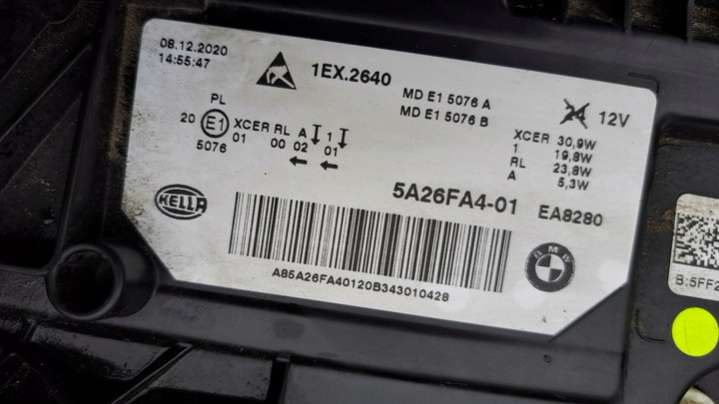 08.12.2020
14:55:47
1EX.2640
MD E1 5076 A
MD E1 5076 B
24 12V
PL
20 E1 XCER RL A 1
01 00 02 01
5076
XCER 30,9W
1 19,8W
RL 23,8W
A 5,3W
HELLA
5A26FA4-01 EA8280
BMW
A85A26FA40120B343010428
B:5FF2